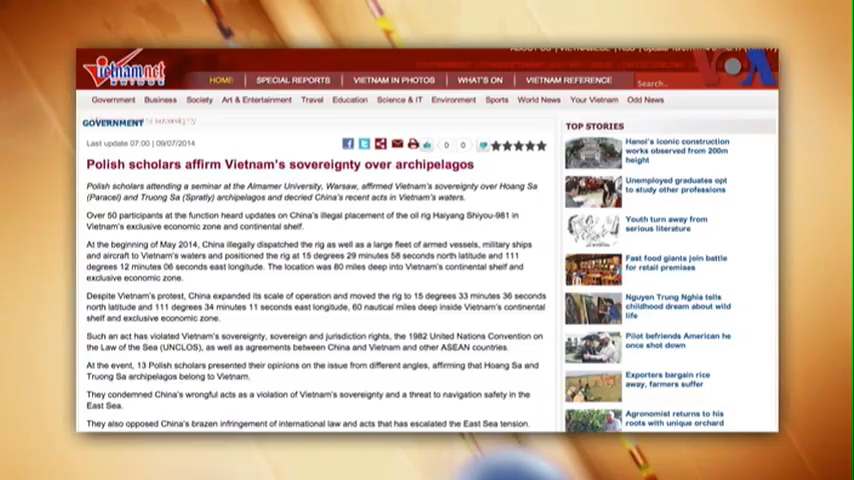 VOA
vietnamnet
HOME
SPECIAL REPORTS
VIETNAM IN PHOTOS
WHAT'S ON
VIETNAM REFERENCE
Search..
Government Business Society Art & Entertainment Travel Education Science & IT Environment Sports World News Your Vietnam Odd News
GOVERNMENT
Last update 07:00 | 09/07/2014
0 0
Polish scholars affirm Vietnam's sovereignty over archipelagos
Polish scholars attending a seminar at the Almamer University, Warsaw, affirmed Vietnam's sovereignty over Hoang Sa
(Paracel) and Truong Sa (Spratly) archipelagos and decried China's recent acts in Vietnam's waters.
Over 50 participants at the function heard updates on China's illegal placement of the oil rig Haiyang Shiyou-981 in
Vietnam's exclusive economic zone and continental shelf.
At the beginning of May 2014, China illegally dispatched the rig as well as a large fleet of armed vessels, military ships
and aircraft to Vietnam's waters and positioned the rig at 15 degrees 29 minutes 58 seconds north latitude and 111
degrees 12 minutes 06 seconds east longitude. The location was 80 miles deep into Vietnam's continental shelf and
exclusive economic zone.
Despite Vietnam's protest, China expanded its scale of operation and moved the rig to 15 degrees 33 minutes 36 seconds
north latitude and 111 degrees 34 minutes 11 seconds east longitude, 60 nautical miles deep inside Vietnam's continental
shelf and exclusive economic zone.
Such an act has violated Vietnam's sovereignty, sovereign and jurisdiction rights, the 1982 United Nations Convention on
the Law of the Sea (UNCLOS), as well as agreements between China and Vietnam and other ASEAN countries.
At the event, 13 Polish scholars presented their opinions on the issue from different angles, affirming that Hoang Sa and
Truong Sa archipelagos belong to Vietnam.
They condemned China's wrongful acts as a violation of Vietnam's sovereignty and a threat to navigation safety in the
East Sea.
They also opposed China's brazen infringement of international law and acts that has escalated the East Sea tension.
TOP STORIES
Hanoi's iconic construction
works observed from 200m
height
Unemployed graduates opt
to study other professions
Youth turn away from
serious literature
Fast food giants join battle
for retail premises
Nguyen Trung Nghia tells
childhood dream about wild
life
Pilot befriends American he
once shot down
Exporters bargain rice
away, farmers suffer
Agronomist returns to his
roots with unique orchard